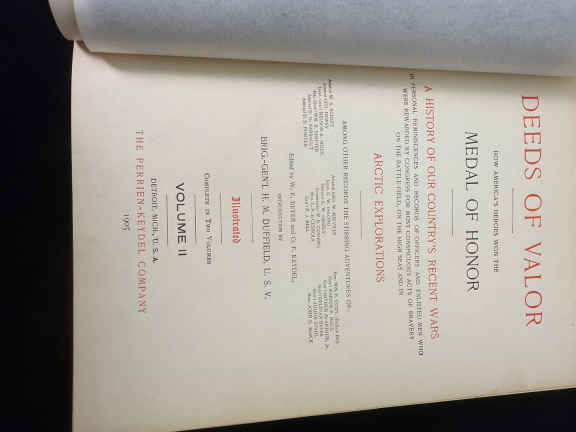 DEEDS OF VALOR
HOW AMERICA'S HEROES WON THE
MEDAL OF HONOR
A HISTORY OF OUR COUNTRY'S RECENT WARS
IN PERSONAL REMINISCENCES AND RECORDS OF OFFICERS AND ENLISTED MEN WHO
WERE REWARDED BY CONGRESS FOR MOST CONSPICUOUS ACTS OF BRAVERY
ON THE BATTLE-FIELD, ON THE HIGH SEAS AND IN
ARCTIC EXPLORATIONS
AMONG OTHER RECORDS THE STIRRING ADVENTURES OF
Edited by W. F. BEYER and O. F. KEYDEL,
INTRODUCTION BY
BRIG-GEN'L H. M. DUFFIELD, U. S. V.
Illustrated
COMPLETE IN TWO VOLUMES
VOLUME II
DETROIT, MICH., U. S. A.
THE PERRIEN-KEYDEL COMPANY
1905